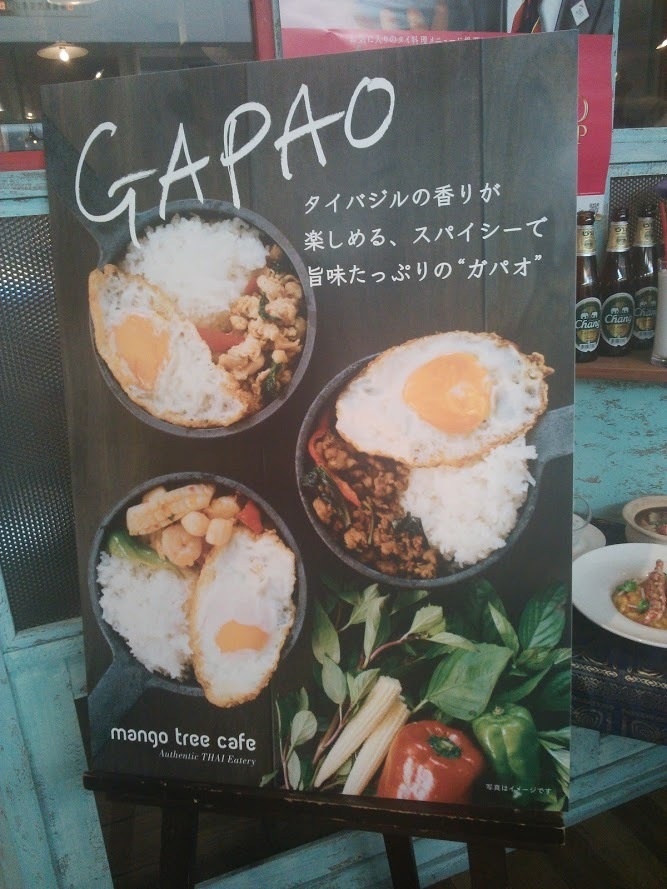 GAPAO
タイバジルの香りが
楽しめる、スパイシーで
旨味たっぷりの“ガパオ”
mango tree cafe
Authentic THAI Eatery
写真はイメージです
Chang
Chang
Chang